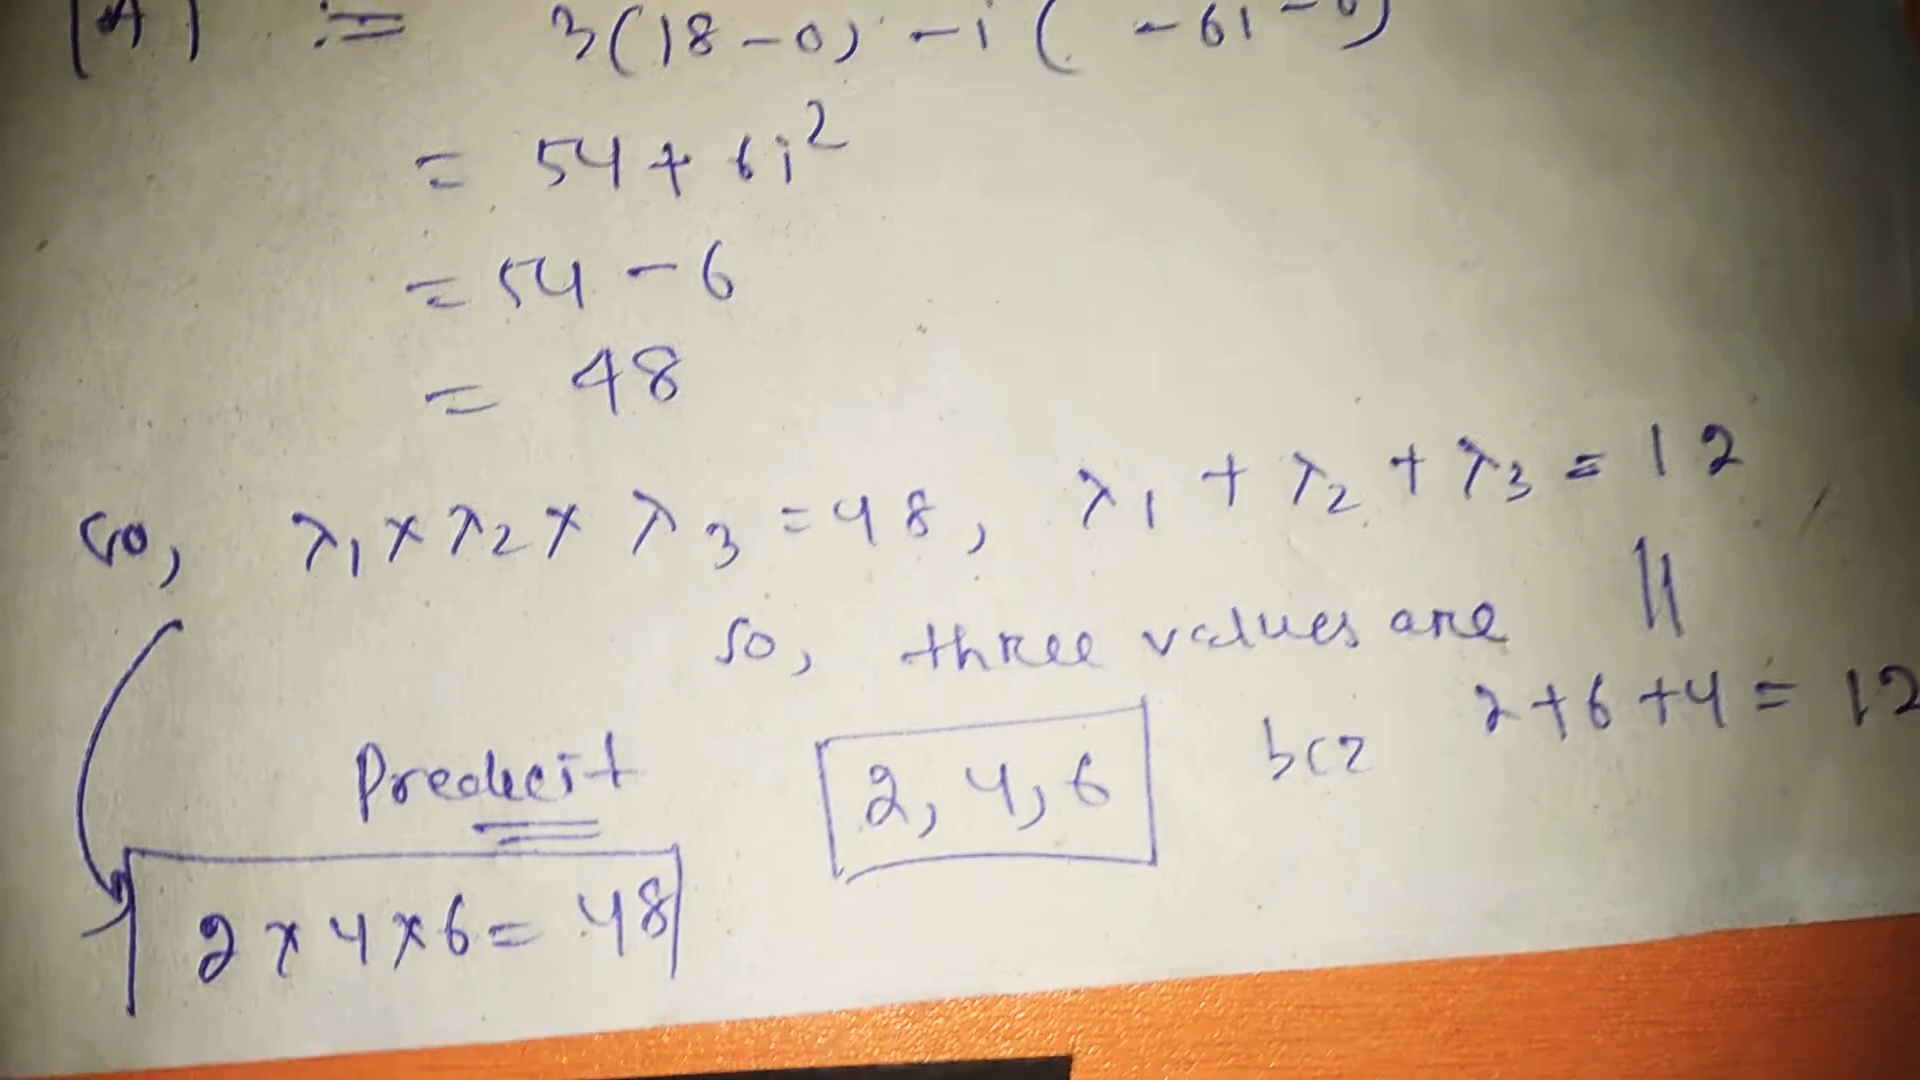 |A| := 3(18-0) -i ( -6i-0)
= 54 + 6i²
= 54 - 6
= 48
so, λ₁ x λ₂ x λ₃ = 48, λ₁ + λ₂ + λ₃ = 12,
so, three values are
2, 4, 6 bcz 2+6+4 = 12
Predict
2 x 4 x 6 = 48